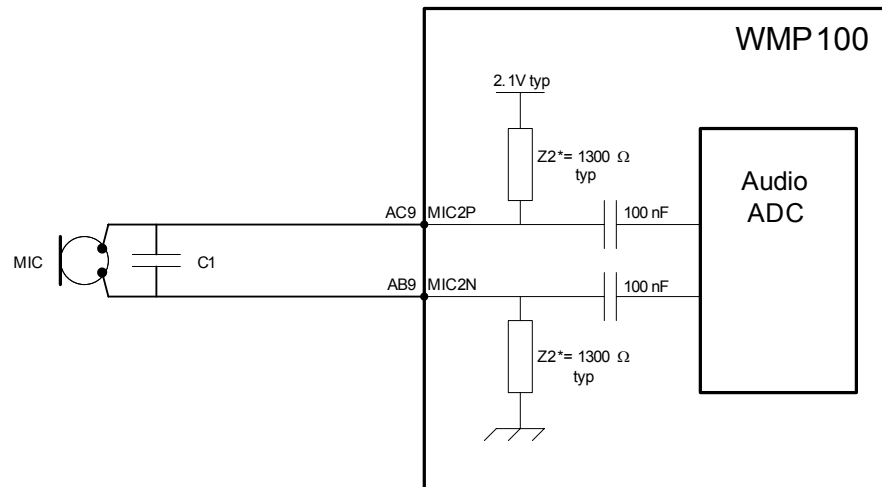 WMP100
2.1V typ
Z2*= 1300 Ω
typ
Audio
ADC
AC9 MIC2P
100 nF
MIC
C1
AB9 MIC2N
100 nF
Z2*= 1300 Ω
typ